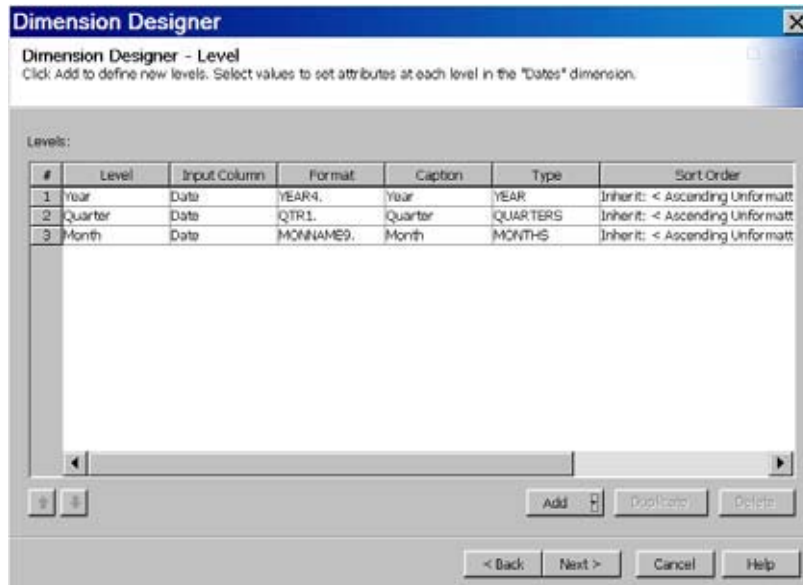 Dimension Designer
Dimension Designer - Level
Click Add to define new levels. Select values to set attributes at each level in the "Dates" dimension.
Levels:
# Level Input Column Format Caption Type Sort Order
1 Year Date YEAR4. Year YEAR Inherit: < Ascending Unformatt
2 Quarter Date QTR1. Quarter QUARTERS Inherit: < Ascending Unformatt
3 Month Date MONNAME9. Month MONTHS Inherit: < Ascending Unformatt
Add Duplicate Delete
< Back Next > Cancel Help